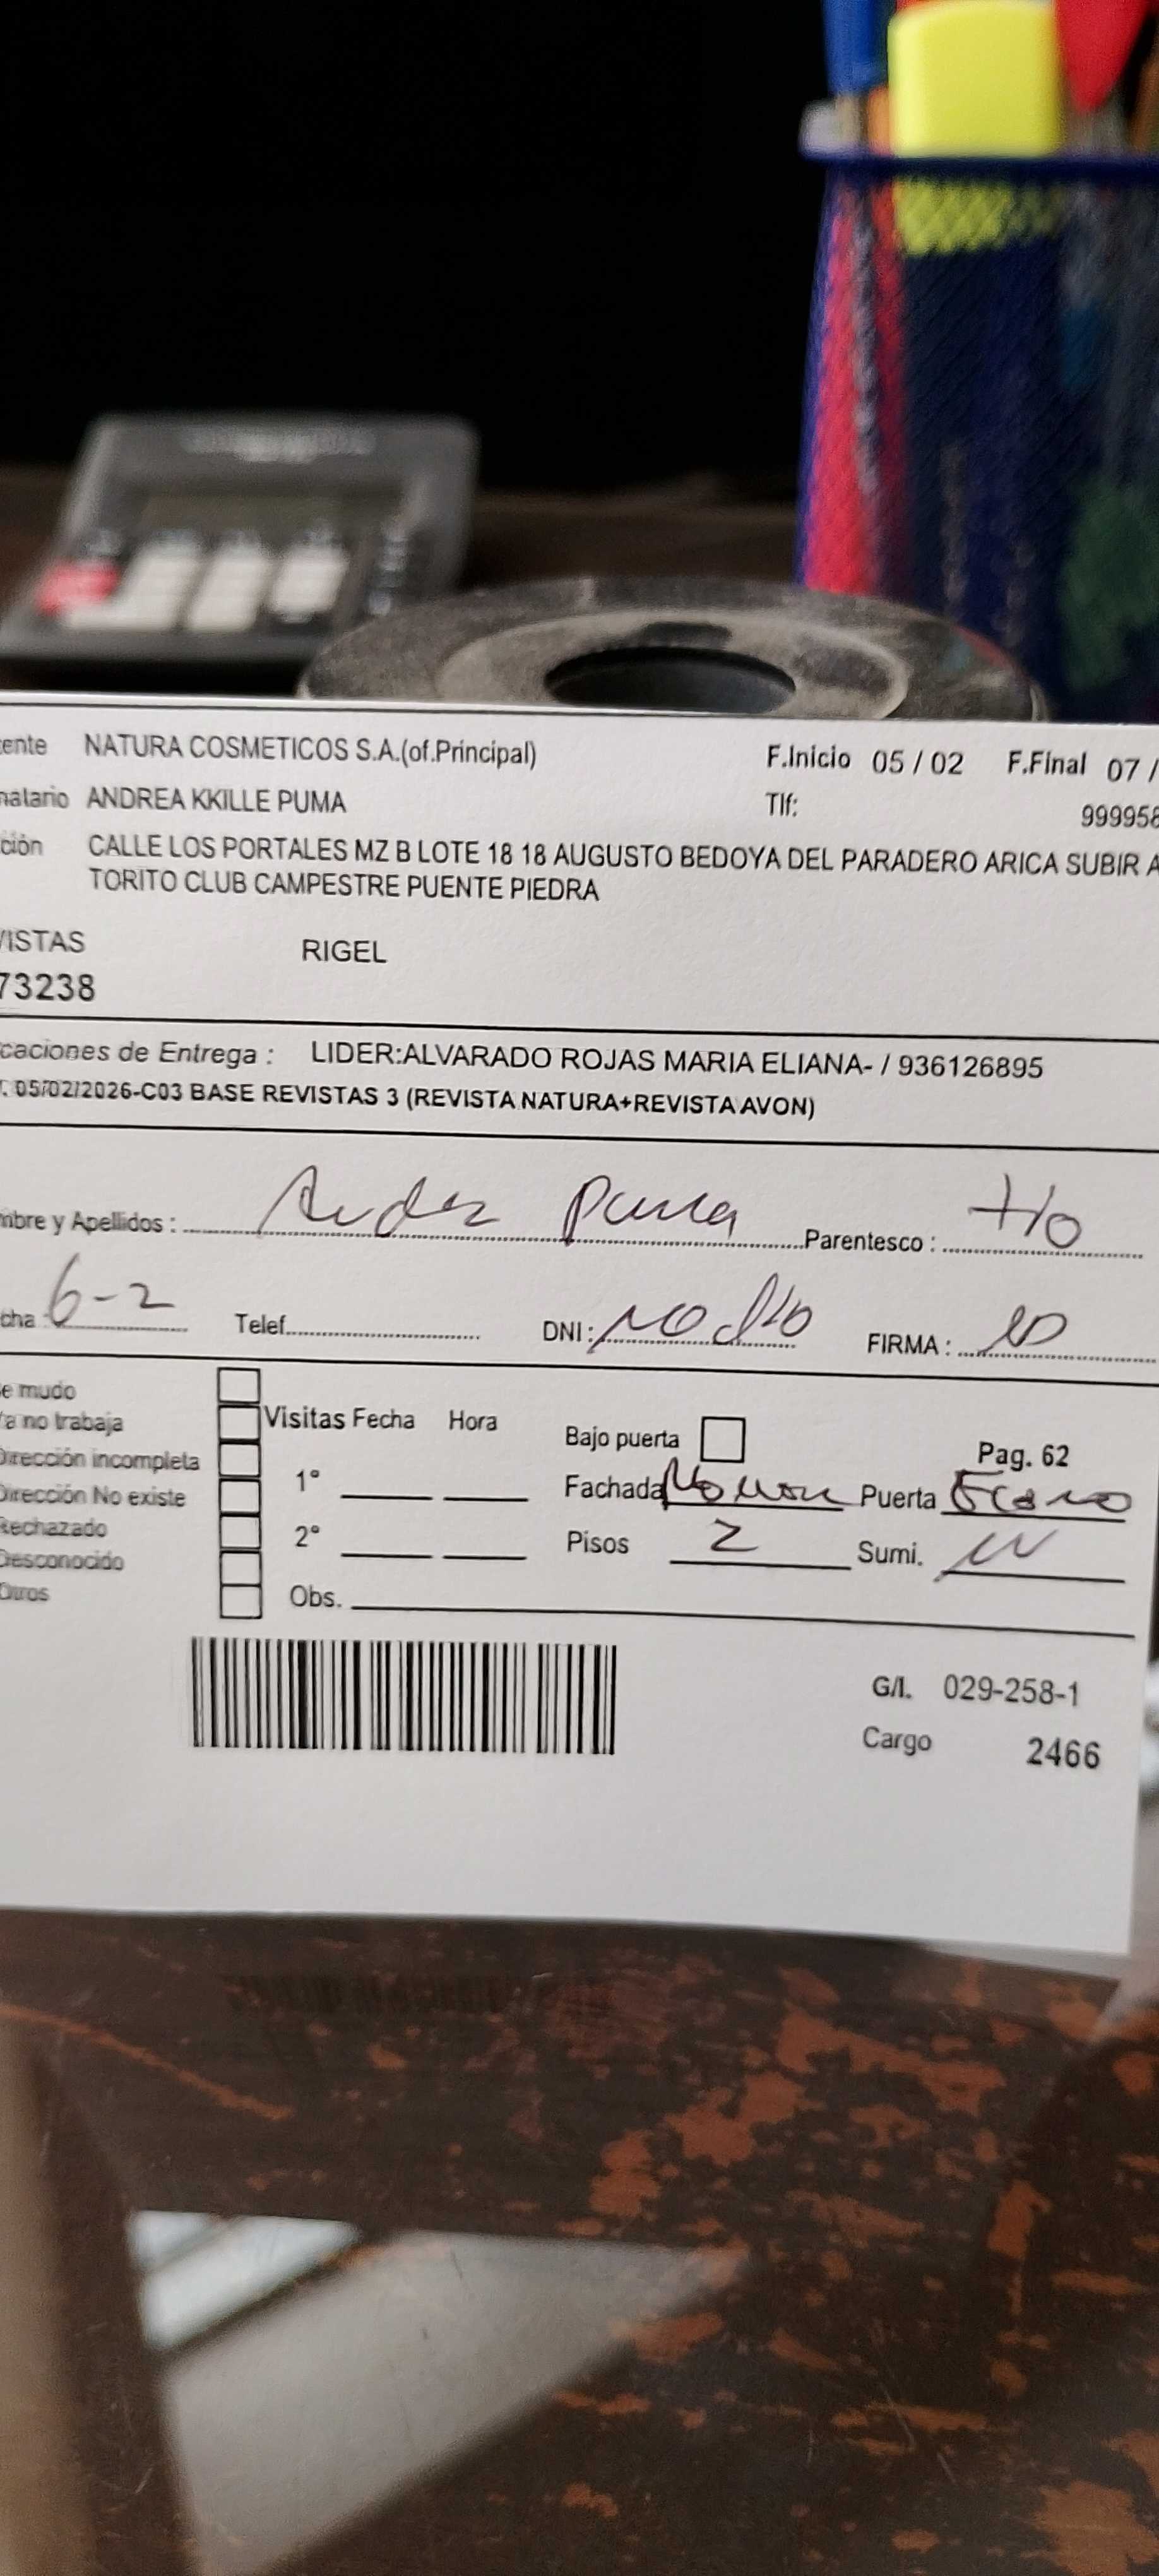 ente NATURA COSMETICOS S.A.(of.Principal) F.Inicio 05 / 02 F.Final 07 /
natario ANDREA KKILLE PUMA Tlf: 999958
ción CALLE LOS PORTALES MZ B LOTE 18 18 AUGUSTO BEDOYA DEL PARADERO ARICA SUBIR A
TORITO CLUB CAMPESTRE PUENTE PIEDRA
VISTAS RIGEL
73238
caciones de Entrega : LIDER:ALVARADO ROJAS MARIA ELIANA- / 936126895
. 05/02/2026-C03 BASE REVISTAS 3 (REVISTA NATURA+REVISTA AVON)
mbre y Apellidos : Puma Parentesco :
cha : 6-2 Telef. DNI : no dio FIRMA :
e mudo
Ya no trabaja Visitas Fecha Hora Bajo puerta Pag. 62
Dirección incompleta
Dirección No existe 1° Fachada Puerta
Rechazado 2° Pisos 2 Sumi.
Desconocido
Otros Obs.
G/I. 029-258-1
Cargo 2466